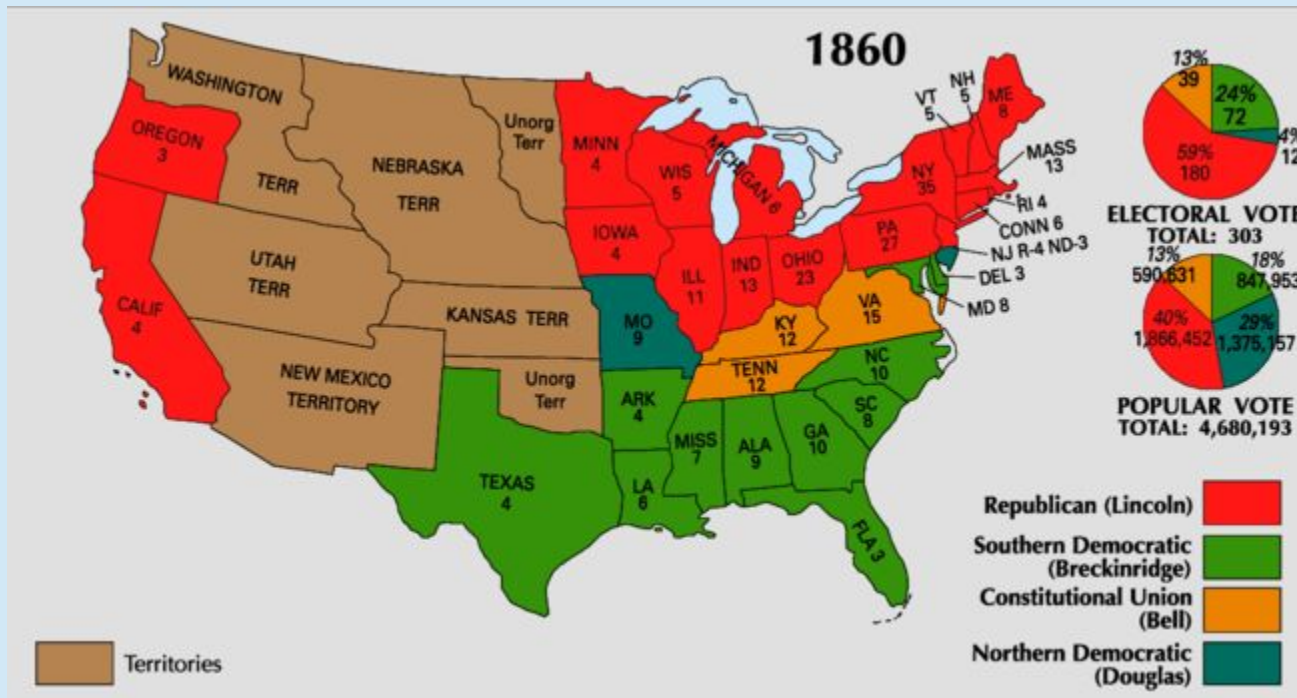 1860
WASHINGTON
TERR
OREGON
3
CALIF
4
NEBRASKA
TERR
Unorg
Terr
UTAH
TERR
KANSAS TERR
NEW MEXICO
TERRITORY
Unorg
Terr
TEXAS
4
MINN
4
IOWA
4
MO
9
ARK
4
LA
6
WIS
5
MICHIGAN 6
ILL
11
IND
13
OHIO
23
KY
12
TENN
12
MISS
7
ALA
9
GA
10
FLA 3
SC
8
NC
10
VA
15
PA
27
NY
35
VT
5
NH
5
ME
8
MASS
13
RI 4
CONN 6
NJ R-4 ND-3
DEL 3
MD 8
13%
39
24%
72
4%
12
59%
180
ELECTORAL VOTE
TOTAL: 303
13%
590,631
18%
847,953
40%
1,866,452
29%
1,375,157
POPULAR VOTE
TOTAL: 4,680,193
Republican (Lincoln)
Southern Democratic
(Breckinridge)
Constitutional Union
(Bell)
Northern Democratic
(Douglas)
Territories